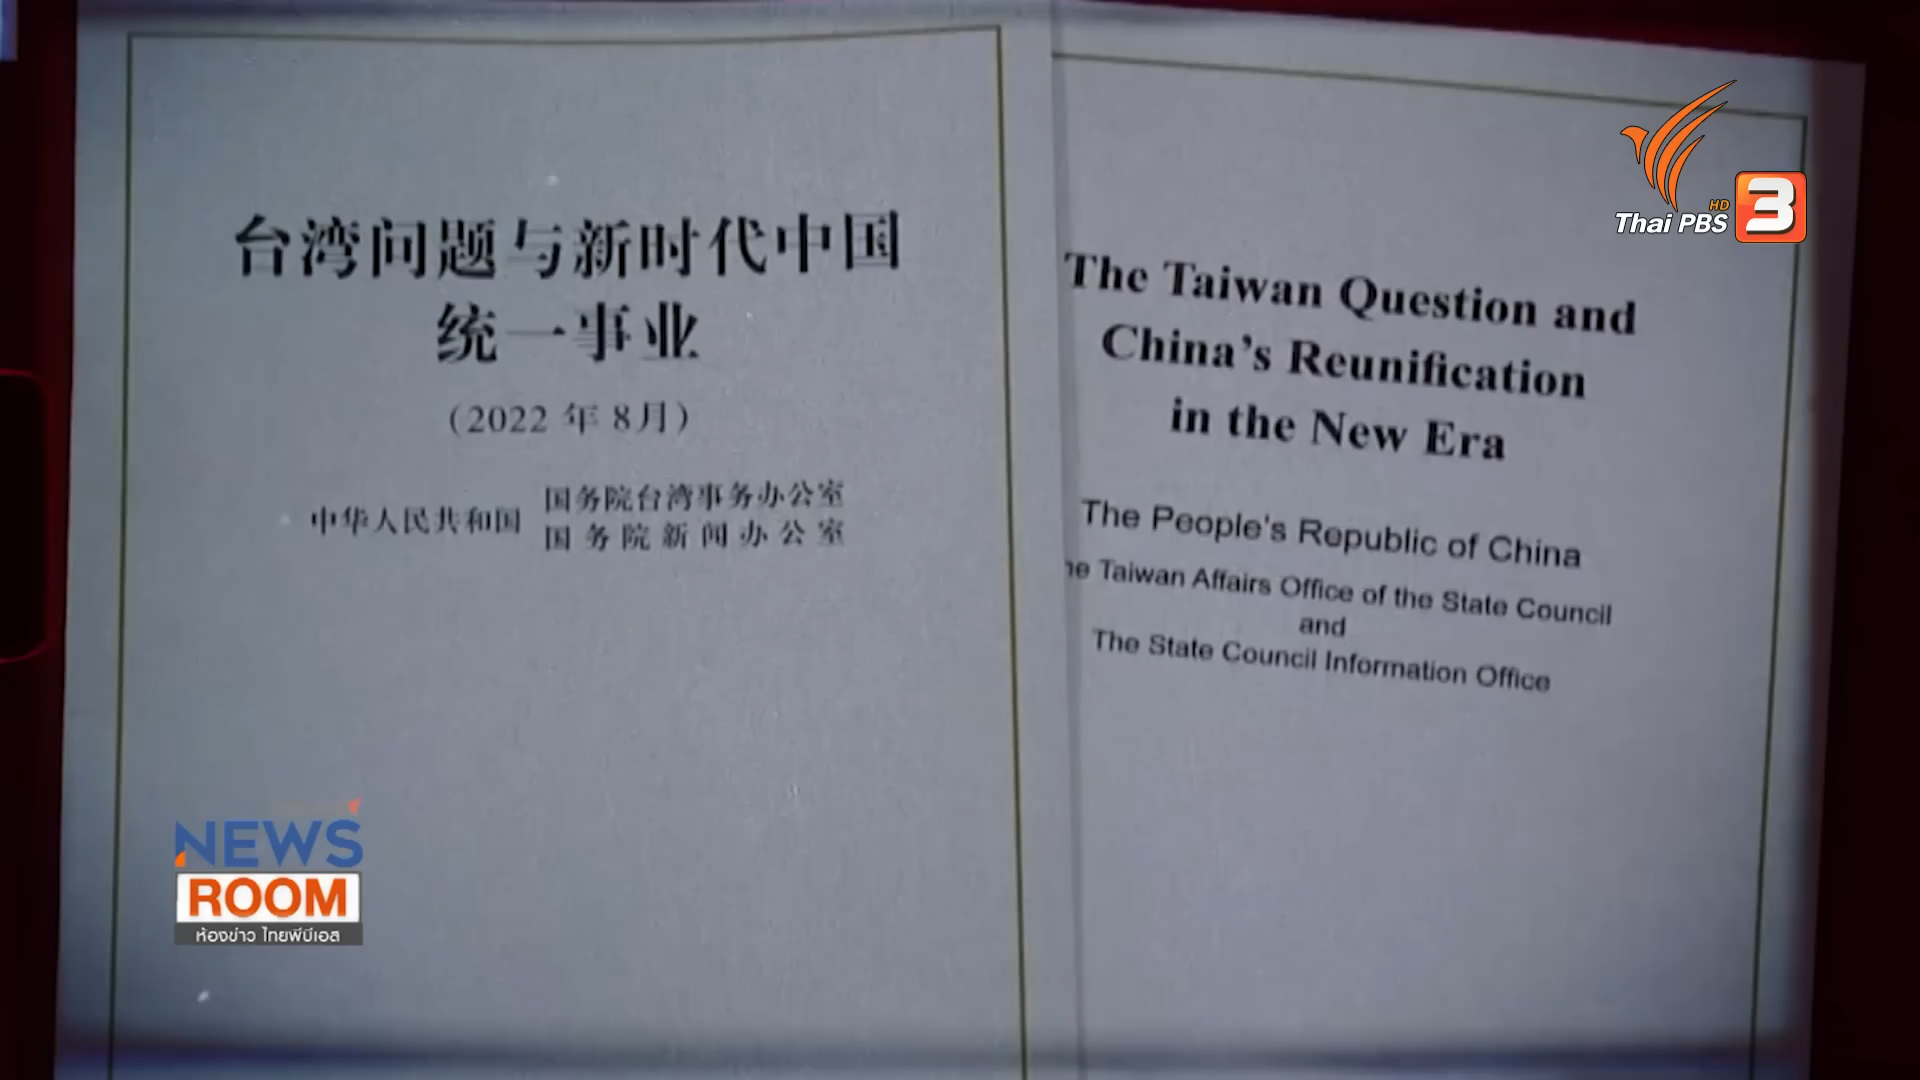 台湾问题与新时代中国
统一事业
(2022 年 8月)
中华人民共和国
国务院台湾事务办公室
国务院新闻办公室
The Taiwan Question and
China's Reunification
in the New Era
The People's Republic of China
Taiwan Affairs Office of the State Council
and
The State Council Information Office
HD
Thai PBS 3
NEWS
ROOM
ห้องข่าว ไทยพีบีเอส